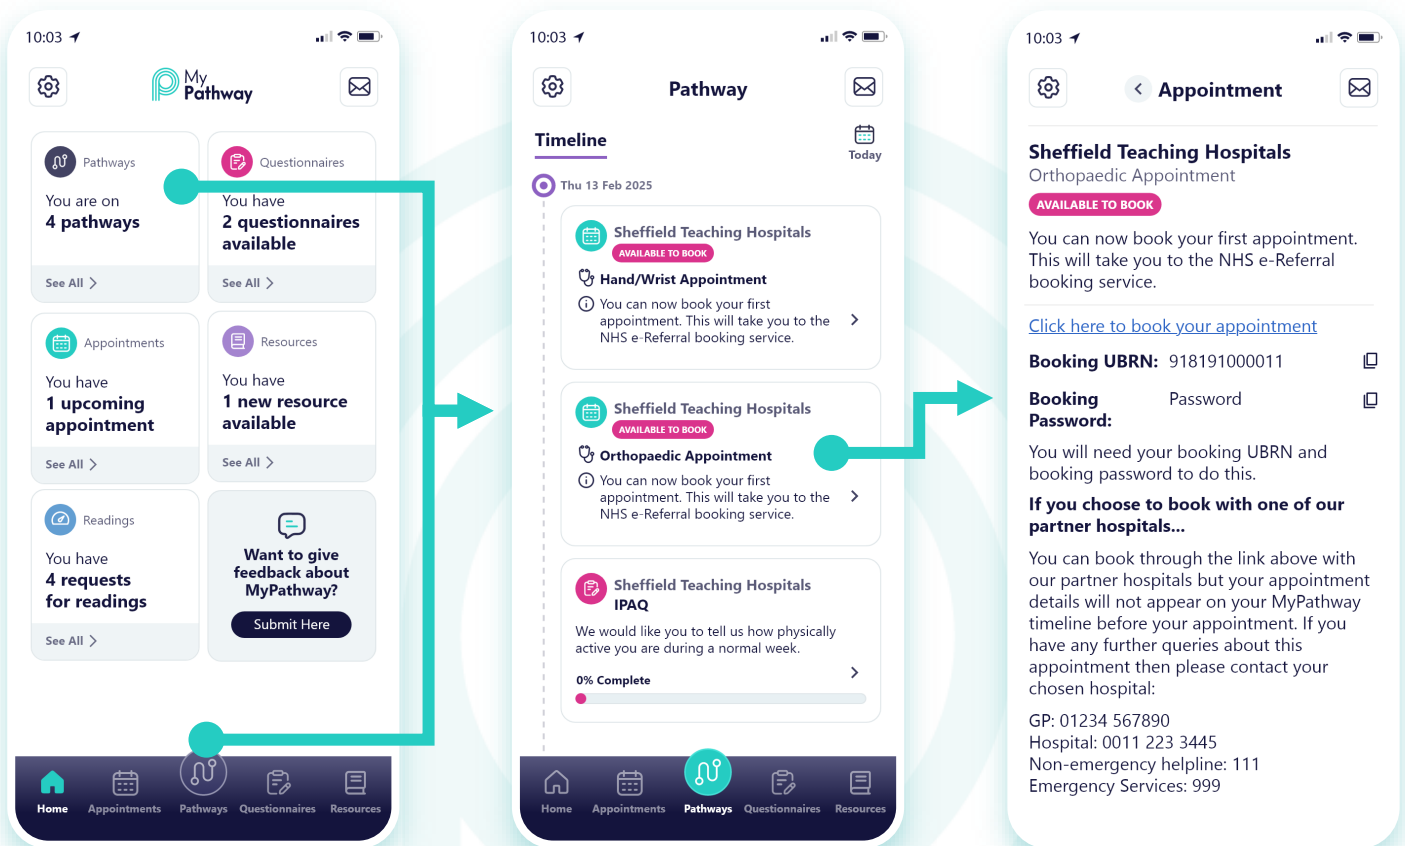 10:03
My
Pathway
Pathways
You are on
4 pathways
See All
Questionnaires
You have
2 questionnaires
available
See All
Appointments
You have
1 upcoming
appointment
See All
Resources
You have
1 new resource
available
See All
Readings
You have
4 requests
for readings
See All
Want to give
feedback about
MyPathway?
Submit Here
Home
Appointments
Pathways
Questionnaires
Resources
10:03
Pathway
Timeline
Today
Thu 13 Feb 2025
Sheffield Teaching Hospitals
AVAILABLE TO BOOK
Hand/Wrist Appointment
You can now book your first
appointment. This will take you to the
NHS e-Referral booking service.
Sheffield Teaching Hospitals
AVAILABLE TO BOOK
Orthopaedic Appointment
You can now book your first
appointment. This will take you to the
NHS e-Referral booking service.
Sheffield Teaching Hospitals
IPAQ
We would like you to tell us how physically
active you are during a normal week.
0% Complete
Home
Appointments
Pathways
Questionnaires
Resources
10:03
Appointment
Sheffield Teaching Hospitals
Orthopaedic Appointment
AVAILABLE TO BOOK
You can now book your first appointment.
This will take you to the NHS e-Referral
booking service.
Click here to book your appointment
Booking UBRN: 918191000011
Booking Password
Password:
You will need your booking UBRN and
booking password to do this.
If you choose to book with one of our
partner hospitals...
You can book through the link above with
our partner hospitals but your appointment
details will not appear on your MyPathway
timeline before your appointment. If you
have any further queries about this
appointment then please contact your
chosen hospital:
GP: 01234 567890
Hospital: 0011 223 3445
Non-emergency helpline: 111
Emergency Services: 999